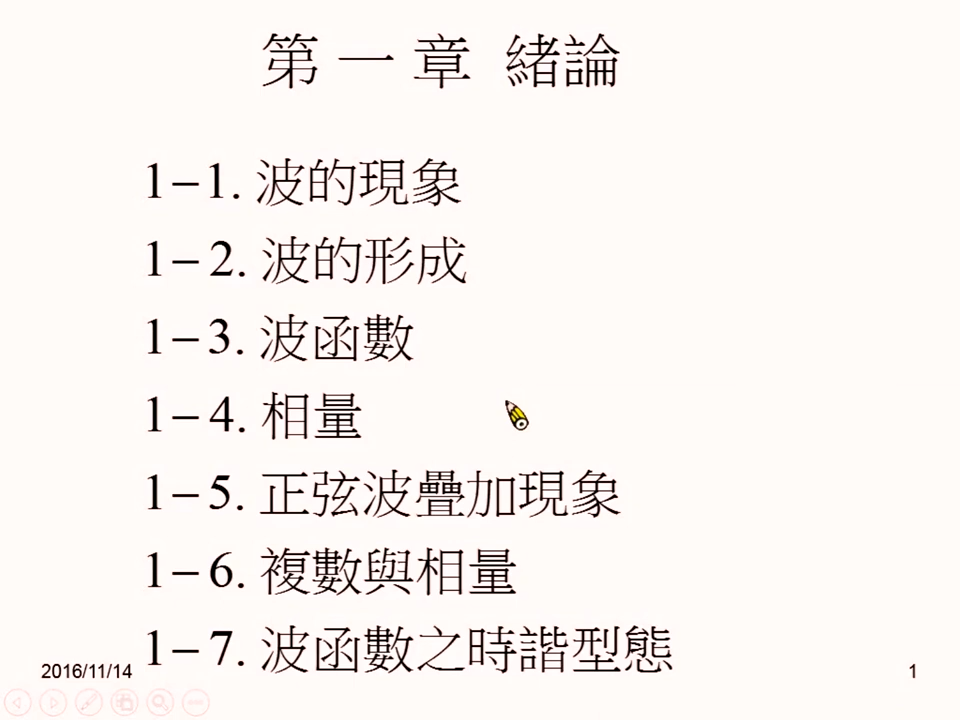 第一章 緒論
1−1. 波的現象
1−2. 波的形成
1−3. 波函數
1−4. 相量
1−5. 正弦波疊加現象
1−6. 複數與相量
1−7. 波函數之時諧型態
2016/11/14
1